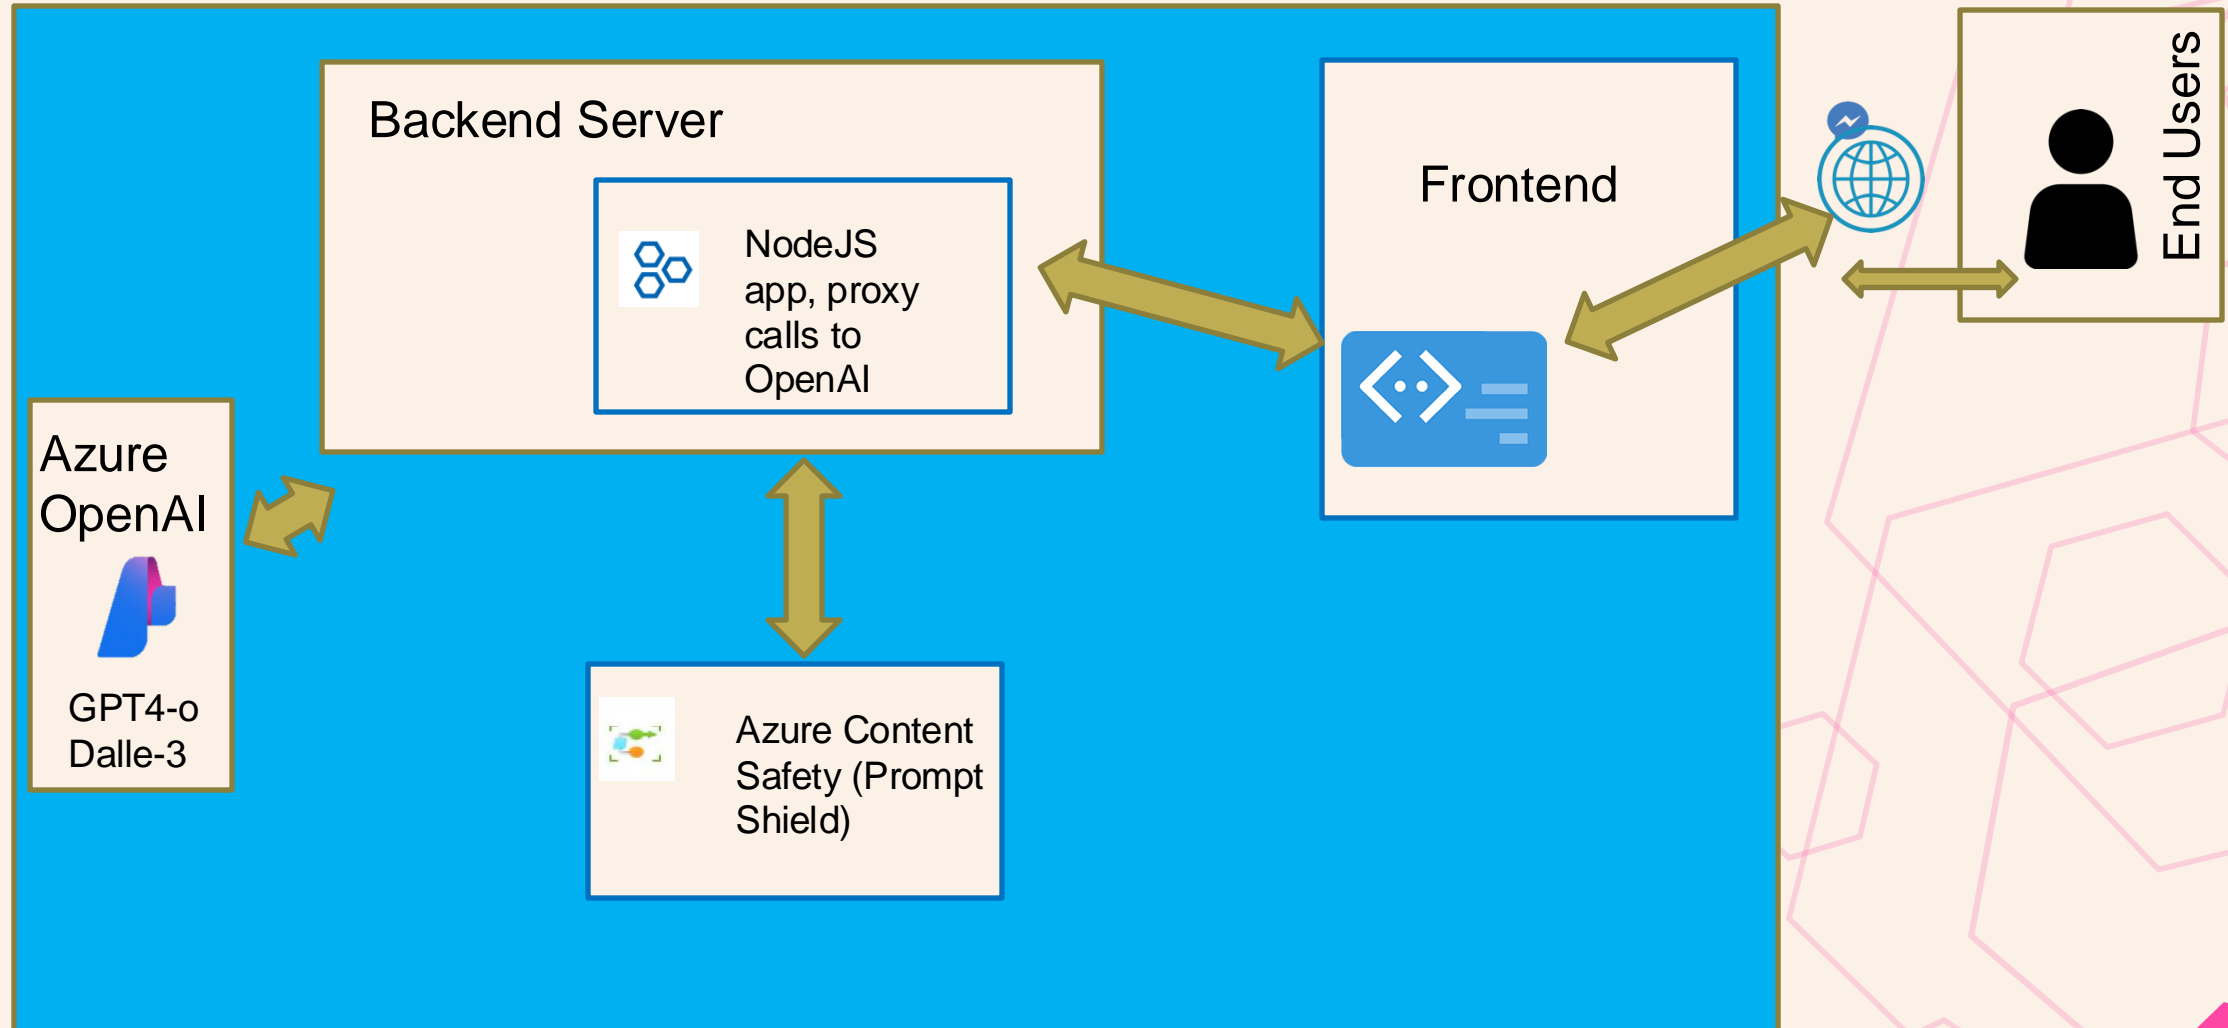 Backend Server
NodeJS
app, proxy
calls to
OpenAI
Frontend
End Users
Azure
OpenAI
GPT4-o
Dalle-3
Azure Content
Safety (Prompt
Shield)